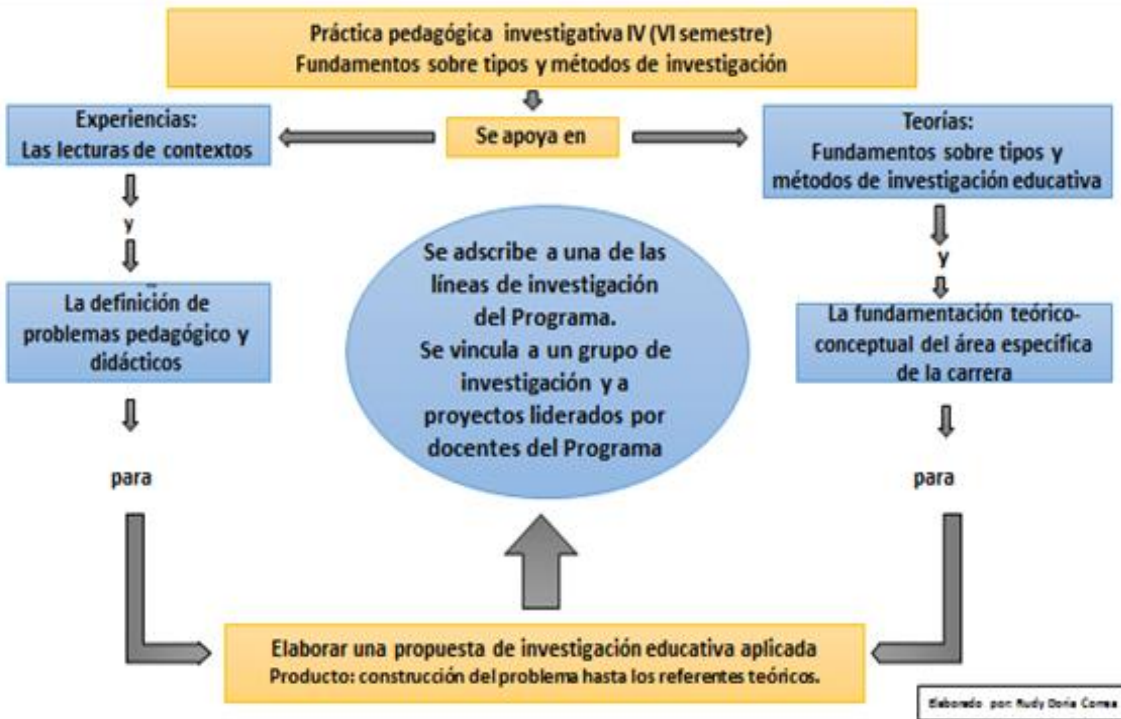 Práctica pedagógica investigativa IV (VI semestre)
Fundamentos sobre tipos y métodos de investigación
Se apoya en
Experiencias:
Las lecturas de contextos
y
La definición de
problemas pedagógico y
didácticos
para
Teorías:
Fundamentos sobre tipos y
métodos de investigación educativa
y
La fundamentación teórico-
conceptual del área específica
de la carrera
para
Se adscribe a una de las
líneas de investigación
del Programa.
Se vincula a un grupo de
investigación y a
proyectos liderados por
docentes del Programa
Elaborar una propuesta de investigación educativa aplicada
Producto: construcción del problema hasta los referentes teóricos.
Elaborado por: Rudy Doria Correa